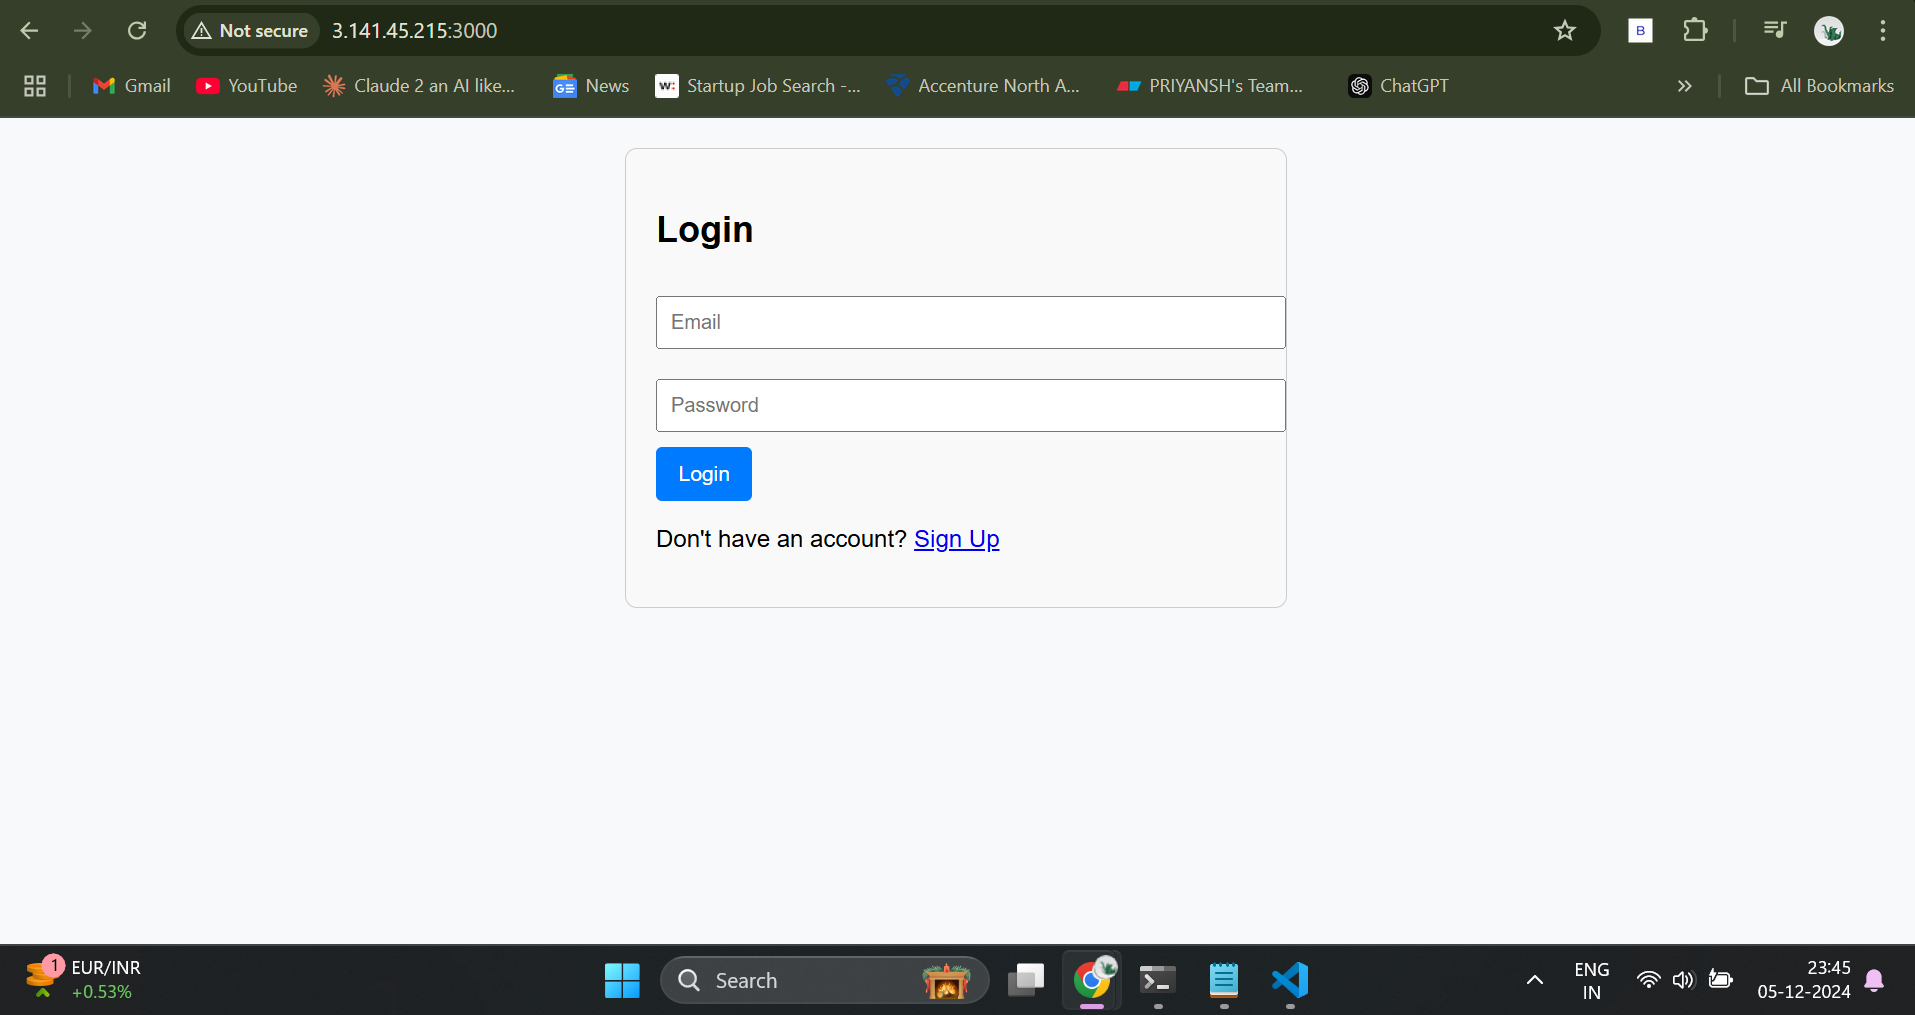 Not secure 3.141.45.215:3000 B
Gmail YouTube Claude 2 an AI like... GE News w: Startup Job Search -... Accenture North A... PRIYANSH's Team... ChatGPT » All Bookmarks
Login
Email
Password
Login
Don't have an account? Sign Up
1 EUR/INR
+0.53%
Search
ENG
IN
23:45
05-12-2024